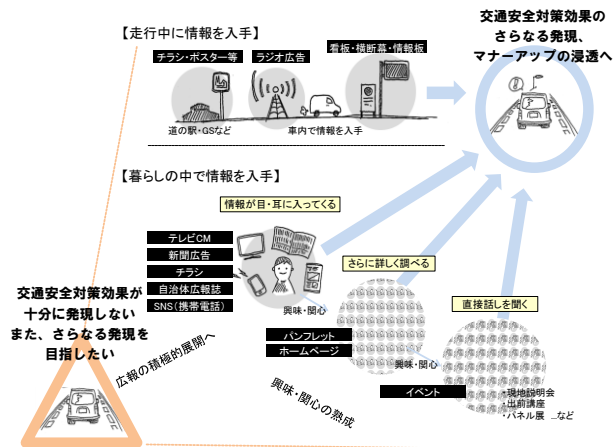 【走行中に情報を入手】
交通安全対策効果の
さらなる発現、
マナーアップの浸透へ
チラシ・ポスター等
ラジオ広告
看板・横断幕・情報板
道の駅・GSなど
車内で情報を入手
【暮らしの中で情報を入手】
情報が目・耳に入ってくる
テレビCM
新聞広告
チラシ
自治体広報誌
SNS(携帯電話)
興味・関心
さらに詳しく調べる
パンフレット
ホームページ
興味・関心
直接話しを聞く
イベント
・現地説明会
・出前講座
・パネル展 …など
交通安全対策効果が
十分に発現しない
また、さらなる発現を
目指したい
広報の積極的展開へ
興味・関心の熟成